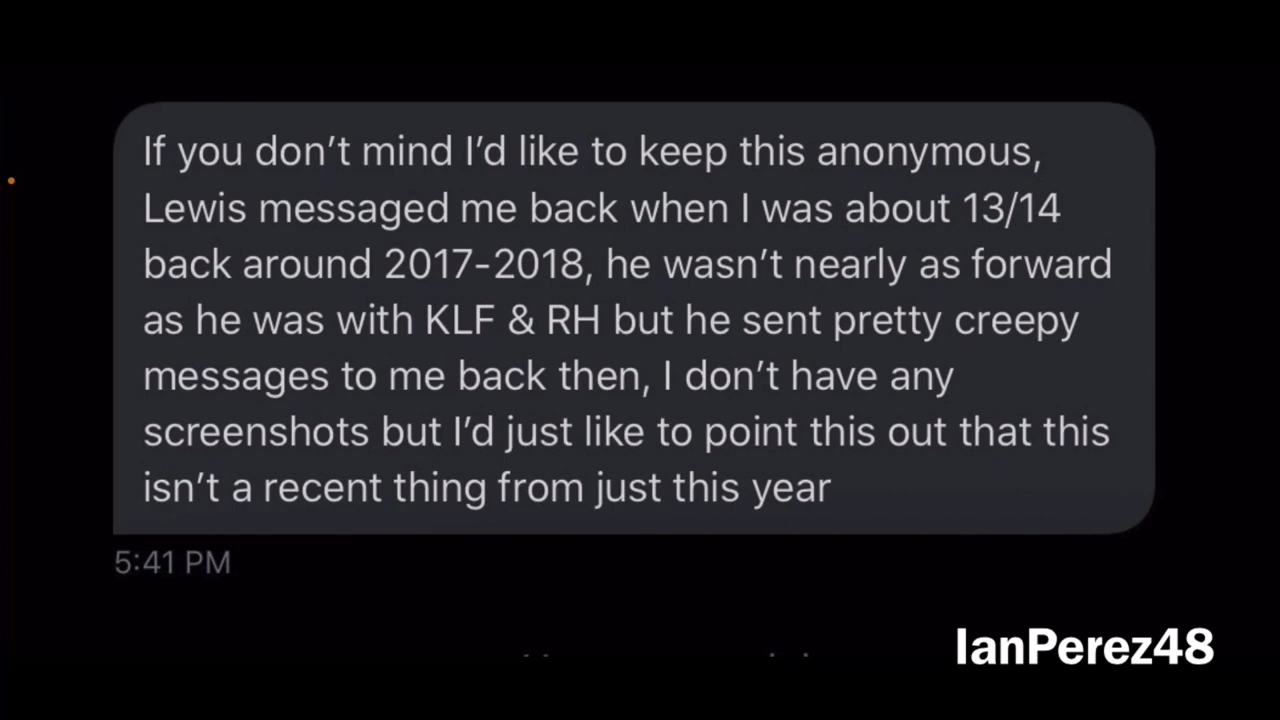 If you don’t mind I’d like to keep this anonymous,
Lewis messaged me back when I was about 13/14
back around 2017-2018, he wasn’t nearly as forward
as he was with KLF & RH but he sent pretty creepy
messages to me back then, I don’t have any
screenshots but I’d just like to point this out that this
isn’t a recent thing from just this year
5:41 PM
IanPerez48